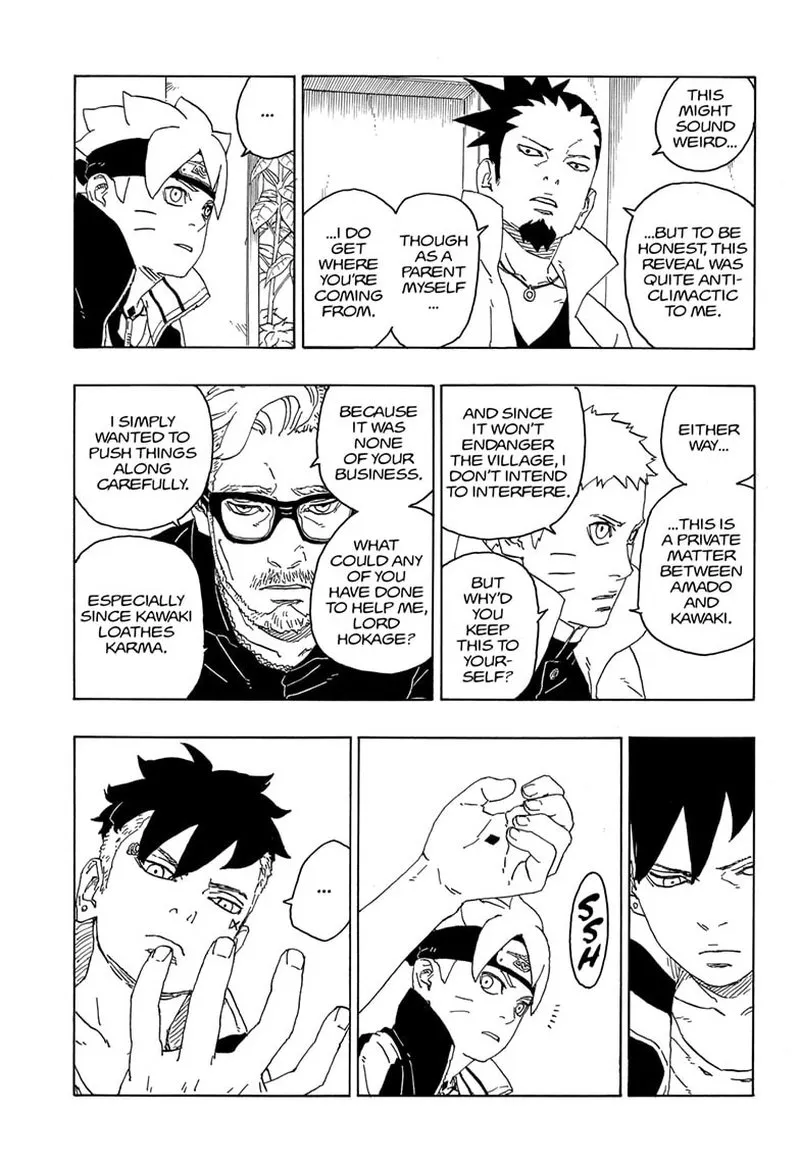 THIS
MIGHT
SOUND
WEIRD...
...BUT TO BE
HONEST, THIS
REVEAL WAS
QUITE ANTI-
CLIMACTIC
TO ME.
THOUGH
AS A
PARENT
MYSELF
...
...I DO
GET
WHERE
YOU'RE
COMING
FROM.
...
EITHER
WAY...
...THIS IS
A PRIVATE
MATTER
BETWEEN
AMADO
AND
KAWAKI.
AND SINCE
IT WON'T
ENDANGER
THE VILLAGE, I
DON'T INTEND
TO INTERFERE.
BUT
WHY'D
YOU
KEEP
THIS TO
YOUR-
SELF?
BECAUSE
IT WAS
NONE
OF YOUR
BUSINESS.
WHAT
COULD ANY
OF YOU
HAVE DONE
TO HELP ME,
LORD
HOKAGE?
I SIMPLY
WANTED TO
PUSH THINGS
ALONG
CAREFULLY.
ESPECIALLY
SINCE KAWAKI
LOATHES
KARMA.
SSH
...